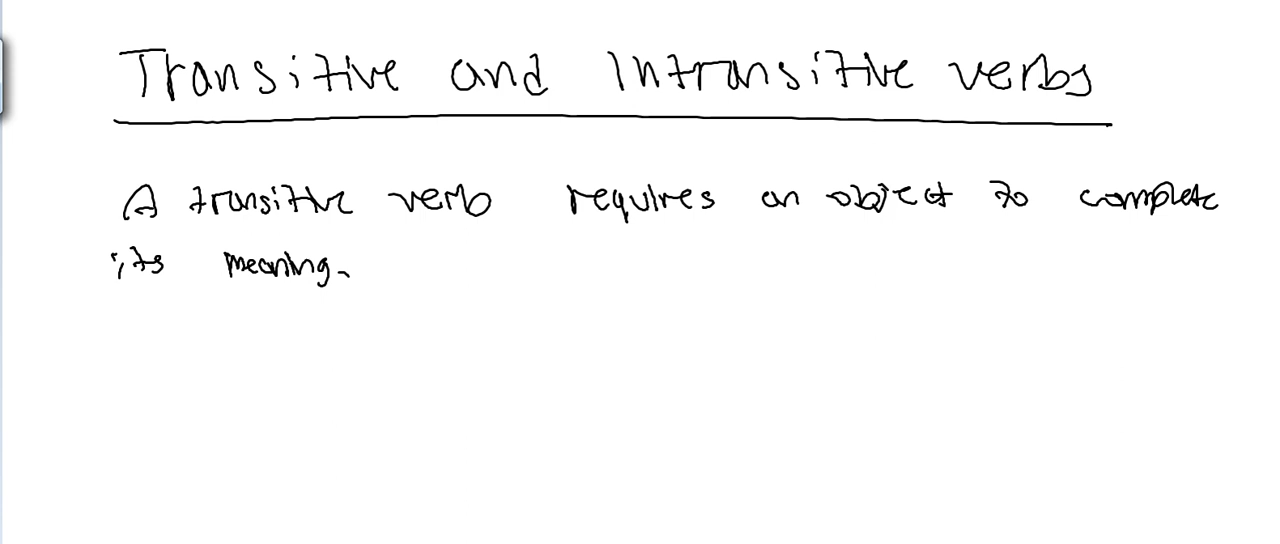 Transitive and Intransitive verbs
A transitive verb requires an object to complete
its meaning.